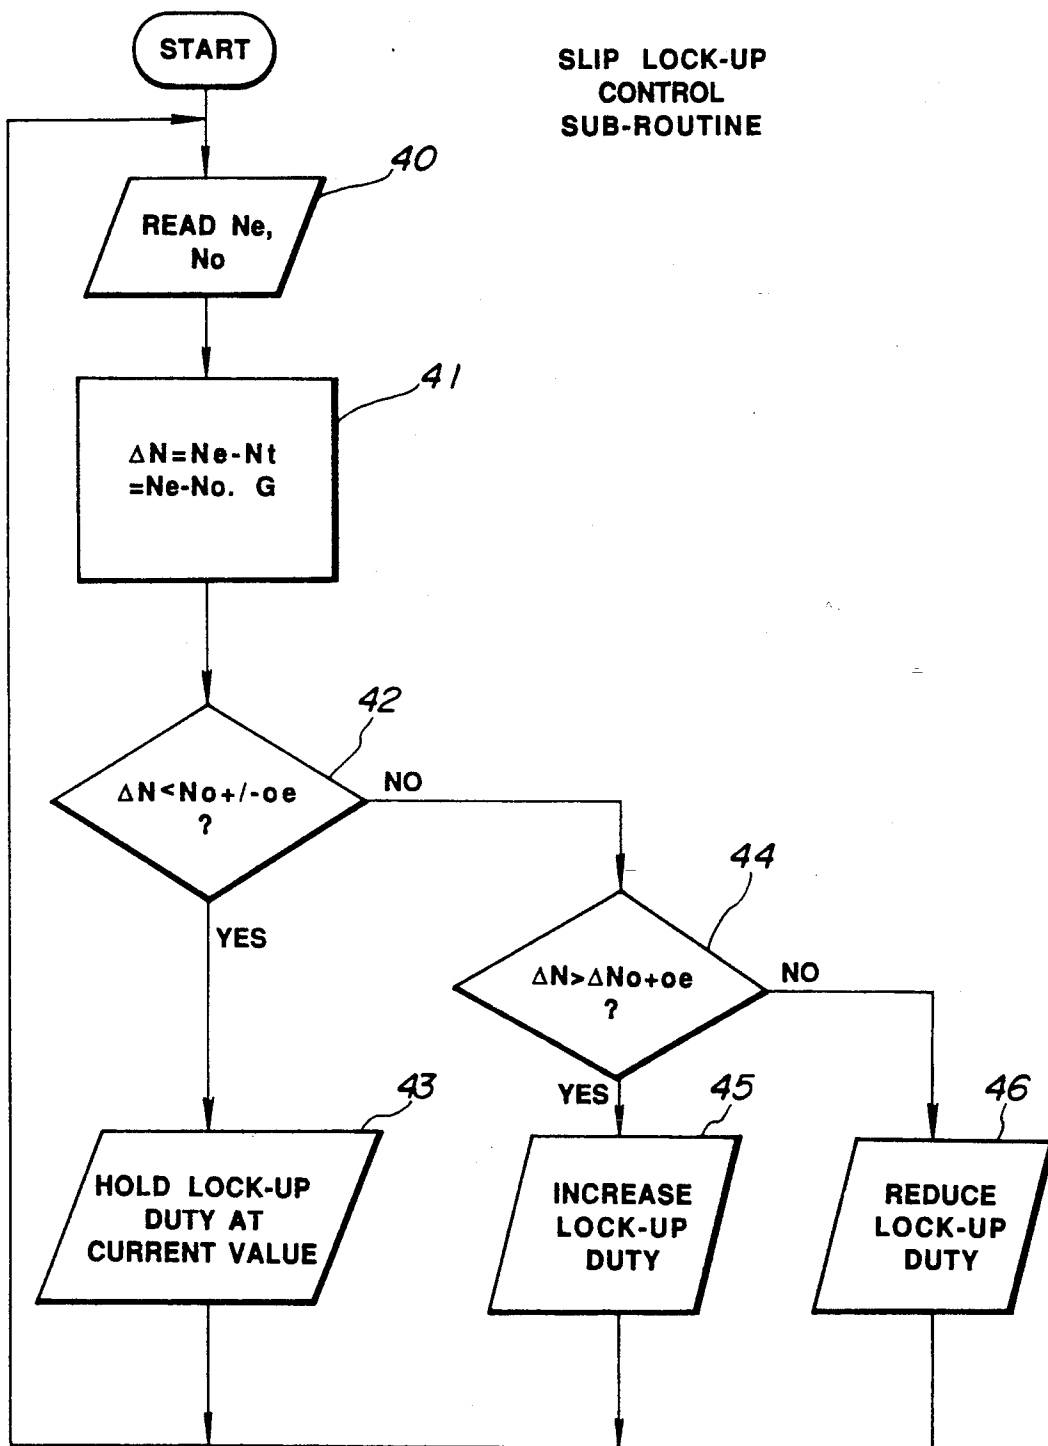 START
SLIP LOCK-UP
CONTROL
SUB-ROUTINE
40
READ Ne,
No
41
ΔN=Ne-Nt
=Ne-No. G
42
ΔN<No+/-oe
?
NO
YES
44
ΔN>ΔNo+oe
?
NO
YES
43
HOLD LOCK-UP
DUTY AT
CURRENT VALUE
45
INCREASE
LOCK-UP
DUTY
46
REDUCE
LOCK-UP
DUTY